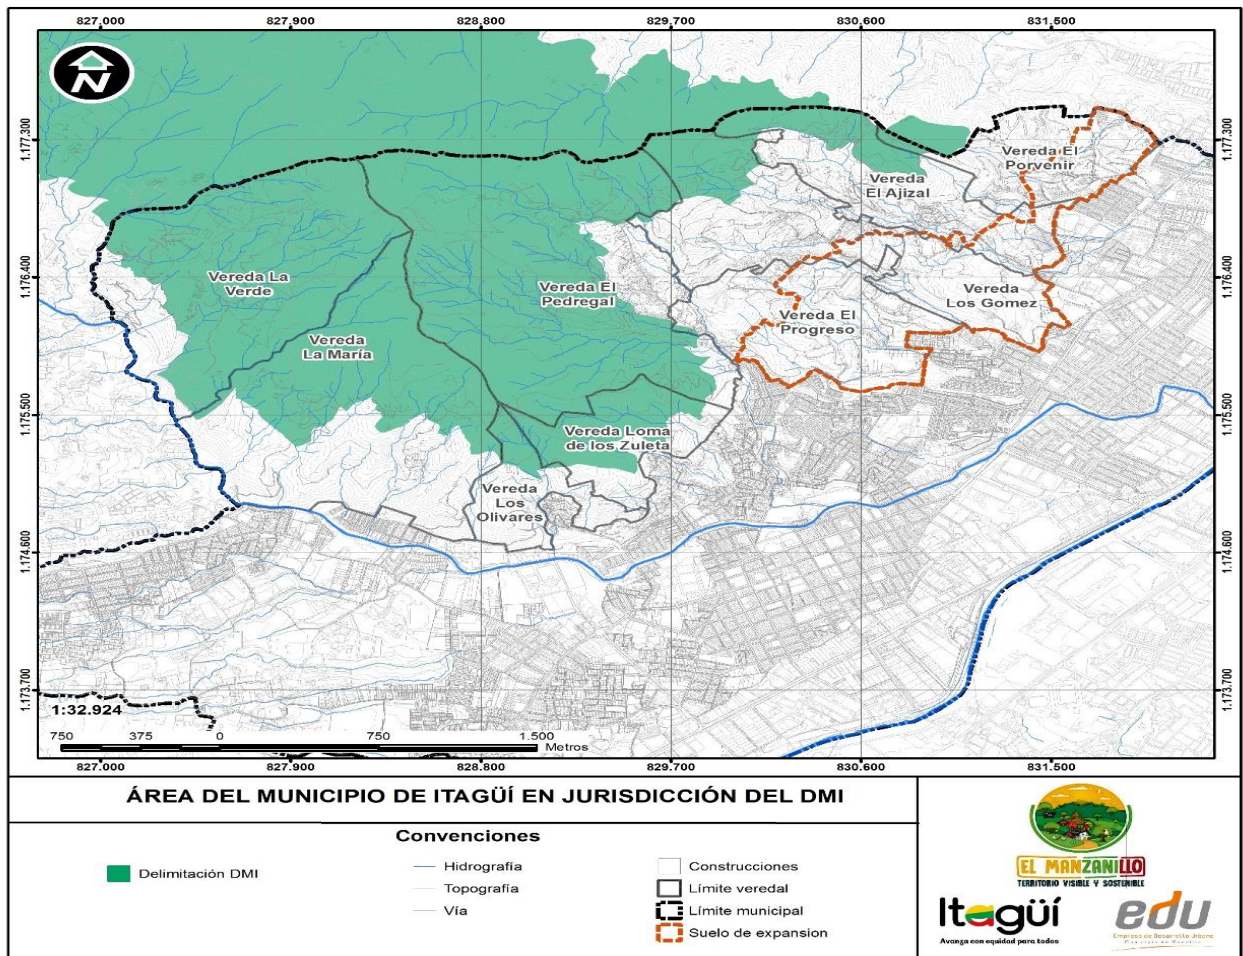 827.000 827.900 828.800 829.700 830.600 831.500
N
1.177.300
1.177.300
Vereda El
Porvenir
Vereda
El Ajizal
1.176.400
1.176.400
Vereda La
Verde
Vereda El
Pedregal
Vereda
Los Gomez
Vereda El
Progreso
Vereda
La María
1.175.500
1.175.500
Vereda Loma
de los Zuleta
Vereda
Los
Olivares
1.174.600
1.174.600
1.173.700
1.173.700
1:32.924
750 375 0 750 1.500
Metros
827.000 827.900 828.800 829.700 830.600 831.500
ÁREA DEL MUNICIPIO DE ITAGÜÍ EN JURISDICCIÓN DEL DMI
Convenciones
Delimitación DMI
Hidrografía
Topografía
Vía
Construcciones
Límite veredal
Límite municipal
Suelo de expansion
EL MANZANILLO
TERRITORIO VISIBLE Y SOSTENIBLE
Itagüí
Avanza con equidad para todos
edu
Empresa de Desarrollo Urbano